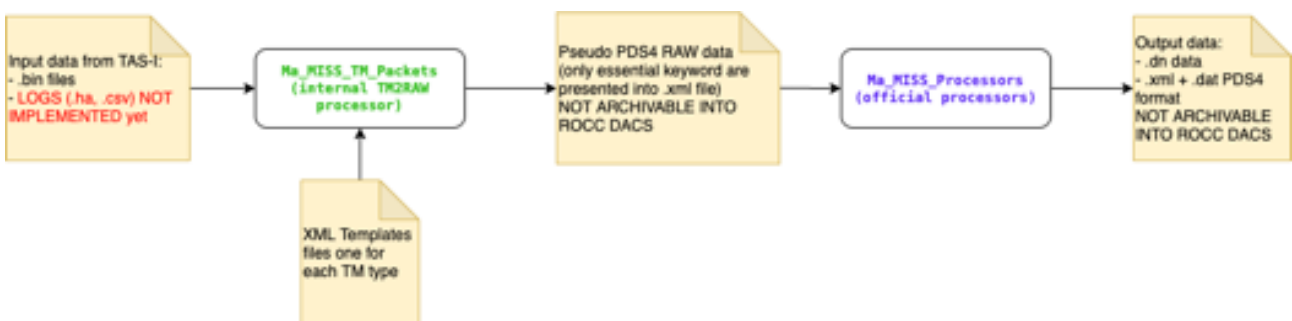 Input data from TAS-I:
- .bin files
- LOGS (.ha, .csv) NOT
IMPLEMENTED yet
Ma_MISS_TM_Packets
(internal TM2RAW
processor)
XML Templates
files one for
each TM type
Pseudo PDS4 RAW data
(only essential keyword are
presented into .xml file)
NOT ARCHIVABLE INTO
ROCC DACS
Ma_MISS_Processors
(official processors)
Output data:
- .dn data
- .xml + .dat PDS4
format
NOT ARCHIVABLE
INTO ROCC DACS